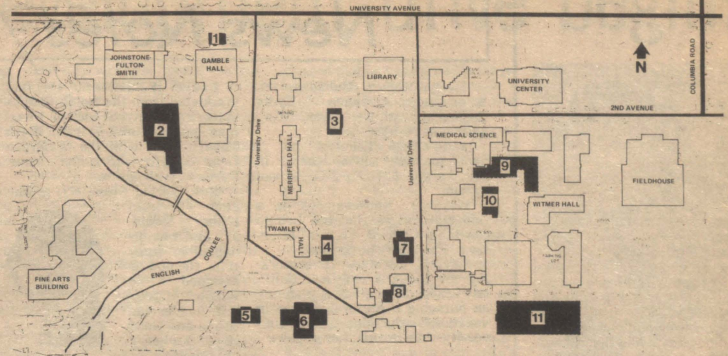 UNIVERSITY AVENUE
JOHNSTONE-
FULTON-
SMITH
1
GAMBLE
HALL
LIBRARY
UNIVERSITY
CENTER
N
COLUMBIA ROAD
2ND AVENUE
2
3
University Drive
MERRIFIELD HALL
University Drive
MEDICAL SCIENCE
9
10
WITMER HALL
FIELDHOUSE
TWAMLEY
HALL
4
7
ENGLISH
COULEE
FINE ARTS
BUILDING
8
5
6
11